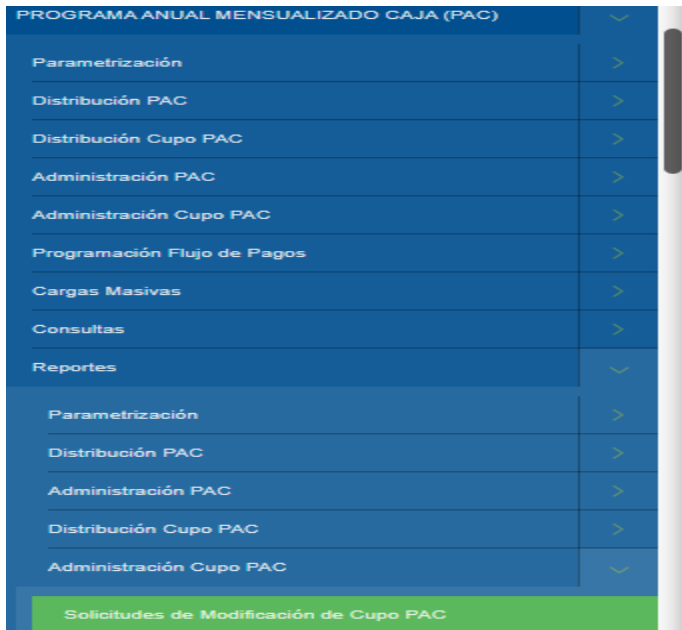 PROGRAMA ANUAL MENSUALIZADO CAJA (PAC)
Parametrización
Distribución PAC
Distribución Cupo PAC
Administración PAC
Administración Cupo PAC
Programación Flujo de Pagos
Cargas Masivas
Consultas
Reportes
Parametrización
Distribución PAC
Administración PAC
Distribución Cupo PAC
Administración Cupo PAC
Solicitudes de Modificación de Cupo PAC